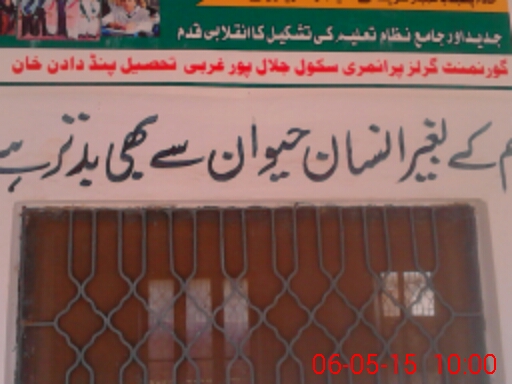 جدید اور جامع نظام تعلیم کی تشکیل کا انقلابی قدم
گورنمنٹ گرلز پرائمری سکول جلال پور غربی تحصیل پنڈ دادن خان
کے بغیر انسان حیوان سے بھی بدتر ہے
06-05-15 10:00